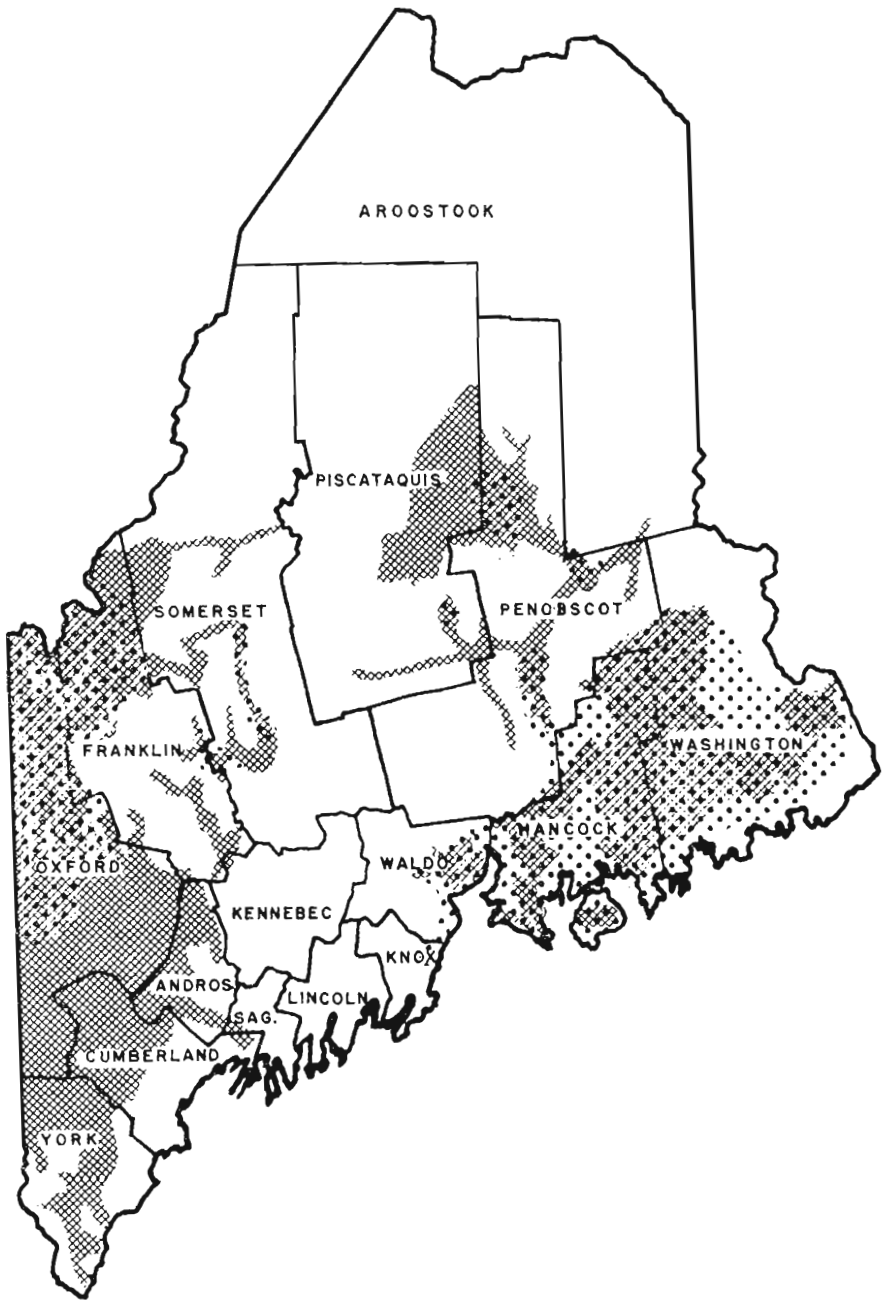 AROOSTOOK
PISCATAQUIS
SOMERSET
PENOBSCOT
FRANKLIN
WASHINGTON
HANCOCK
OXFORD
WALDO
KENNEBEC
KNOX
ANDROS.
LINCOLN
SAG.
CUMBERLAND
YORK